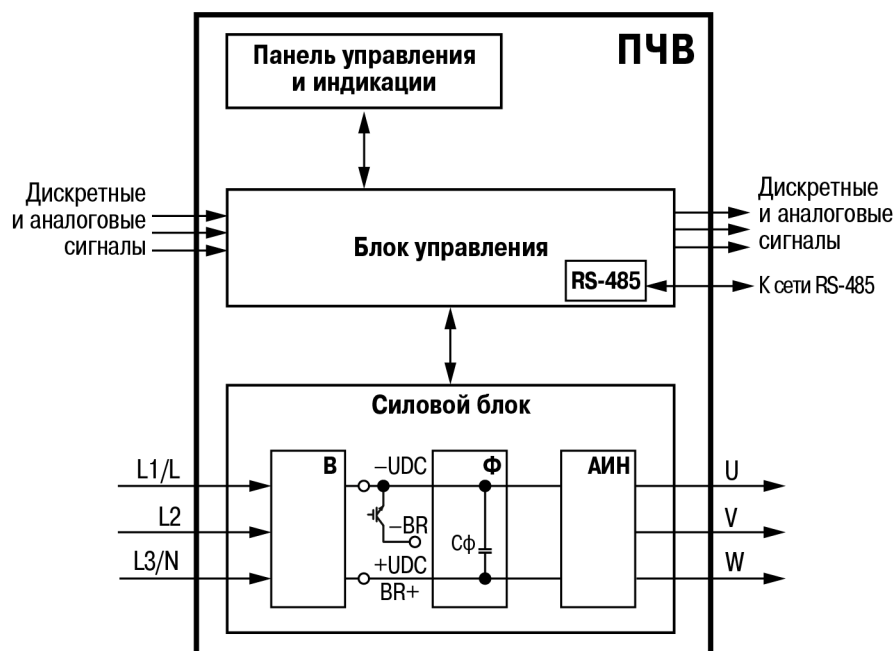 ПЧВ
Панель управления
и индикации
Дискретные
и аналоговые
сигналы
Блок управления
RS-485
Дискретные
и аналоговые
сигналы
К сети RS-485
Силовой блок
L1/L
L2
L3/N
В
–UDC
–BR
+UDC
BR+
Ф
Сф
АИН
U
V
W